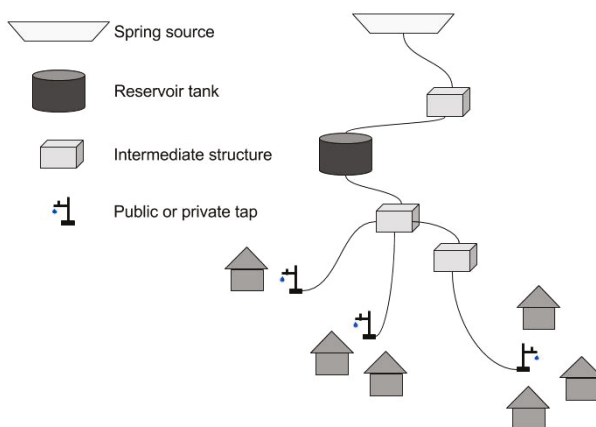 Spring source
Reservoir tank
Intermediate structure
Public or private tap